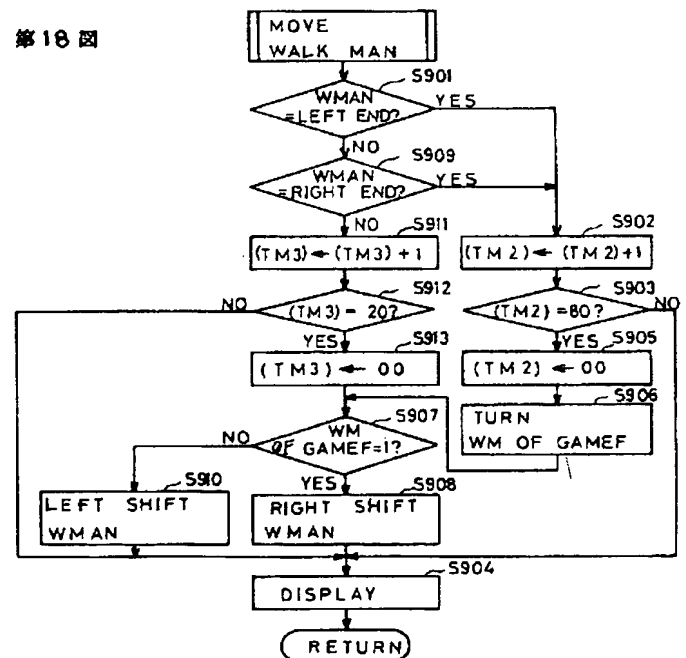 第18図
MOVE
WALK MAN
S901
WMAN
=LEFT END?
YES
NO
S909
WMAN
=RIGHT END?
YES
NO
S911
(TM3)←(TM3)+1
S902
(TM2)←(TM2)+1
S912
NO
(TM3)=20?
YES
S903
(TM2)=80?
NO
YES
S913
(TM3)←00
S905
(TM2)←00
S906
TURN
WM OF GAMEF
S907
WM
OF GAMEF=1?
NO
YES
S910
LEFT SHIFT
WMAN
S908
RIGHT SHIFT
WMAN
S904
DISPLAY
RETURN